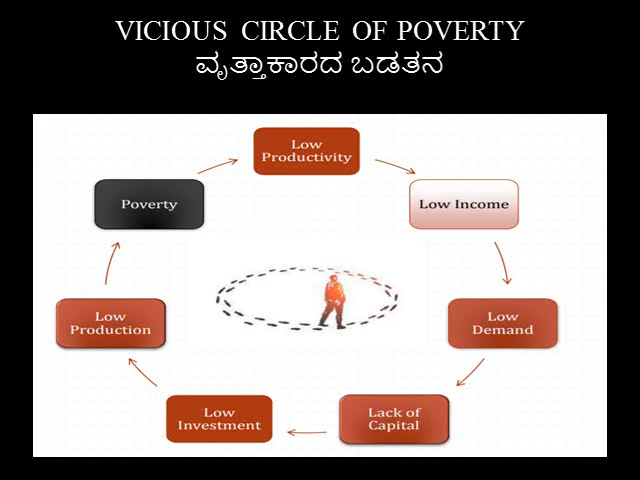 VICIOUS CIRCLE OF POVERTY
ವೃತ್ತಾಕಾರದ ಬಡತನ
Low
Productivity
Low Income
Low
Demand
Lack of
Capital
Low
Investment
Low
Production
Poverty